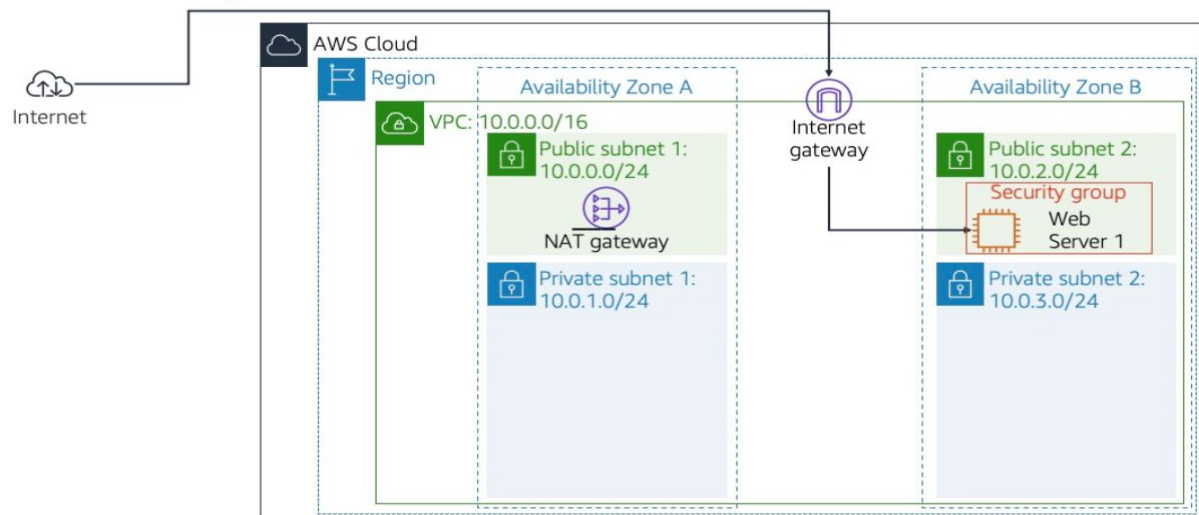 AWS Cloud
Internet
Region
Availability Zone A
Availability Zone B
VPC: 10.0.0.0/16
Internet
gateway
Public subnet 1:
10.0.0.0/24
NAT gateway
Public subnet 2:
10.0.2.0/24
Security group
Web
Server 1
Private subnet 1:
10.0.1.0/24
Private subnet 2:
10.0.3.0/24